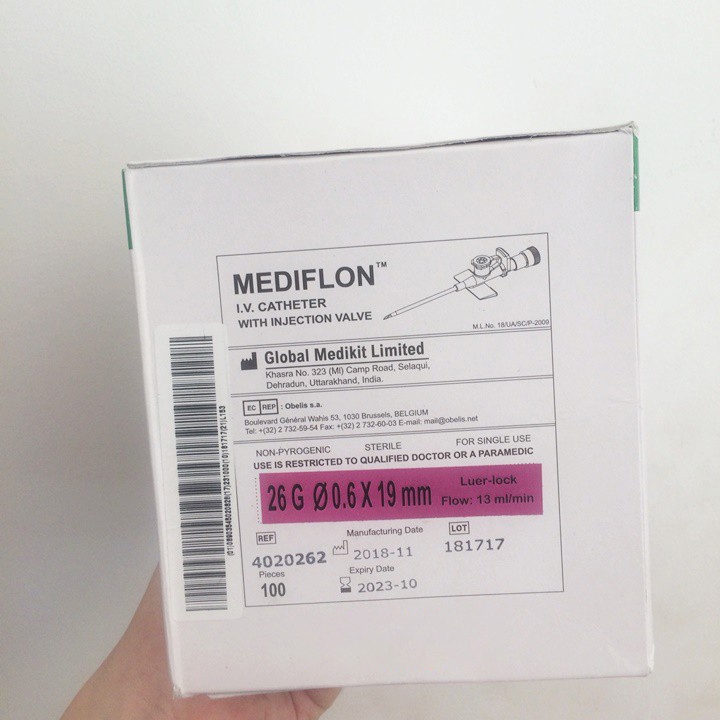 MEDIFLON™
I.V. CATHETER
WITH INJECTION VALVE
M.L.No. 18/UA/SC/P-2009
Global Medikit Limited
Khasra No. 323 (MI) Camp Road, Selaqui,
Dehradun, Uttarakhand, India.
EC REP : Obelis s.a.
Boulevard Général Wahis 53, 1030 Brussels, BELGIUM
Tel: +(32) 2 732-59-54 Fax: +(32) 2 732-60-03 E-mail: mail@obelis.net
NON-PYROGENIC STERILE FOR SINGLE USE
USE IS RESTRICTED TO QUALIFIED DOCTOR OR A PARAMEDIC
26 G Ø 0.6 X 19 mm
Luer-lock
Flow: 13 ml/min
REF
4020262
Manufacturing Date
2018-11
LOT
181717
Pieces
100
Expiry Date
2023-10